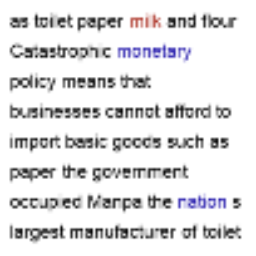 as toilet paper milk and flour
Catastrophic monetary
policy means that
businesses cannot afford to
import basic goods such as
paper the government
occupied Manpa the nation s
largest manufacturer of toilet